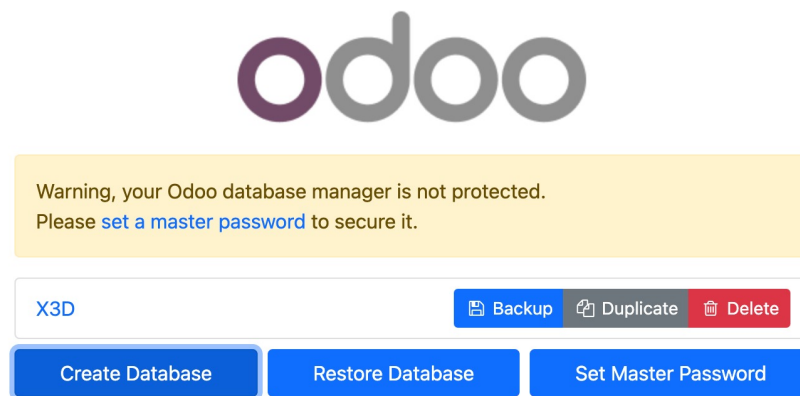 odoo
Warning, your Odoo database manager is not protected.
Please set a master password to secure it.
X3D Backup Duplicate Delete
Create Database Restore Database Set Master Password